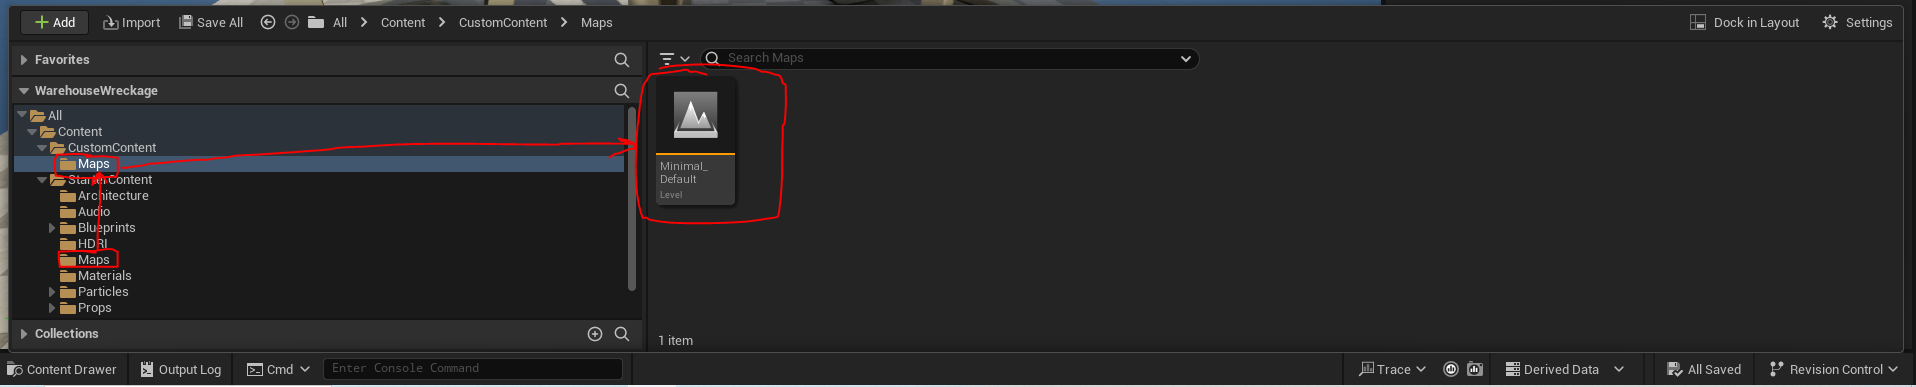 Add Import Save All All Content CustomContent Maps Dock in Layout Settings
Favorites
Search Maps
WarehouseWreckage
All
Content
CustomContent
Maps
StarterContent
Architecture
Audio
Blueprints
HDRI
Maps
Materials
Particles
Props
Collections
Minimal_
Default
Level
1 item
Content Drawer Output Log Cmd Enter Console Command Trace Derived Data All Saved Revision Control